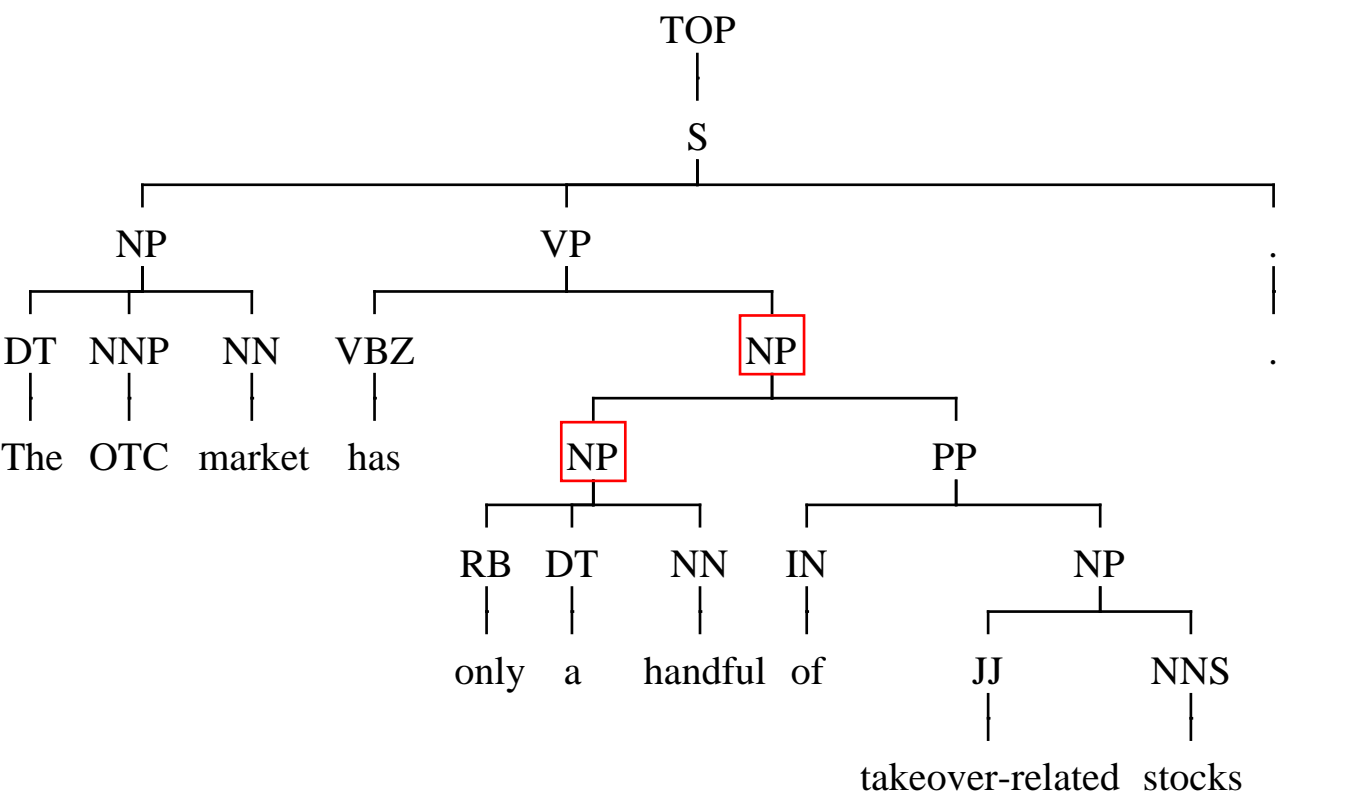 TOP
S
NP VP .
DT NNP NN VBZ NP .
The OTC market has NP PP
RB DT NN IN NP
only a handful of JJ NNS
takeover-related stocks